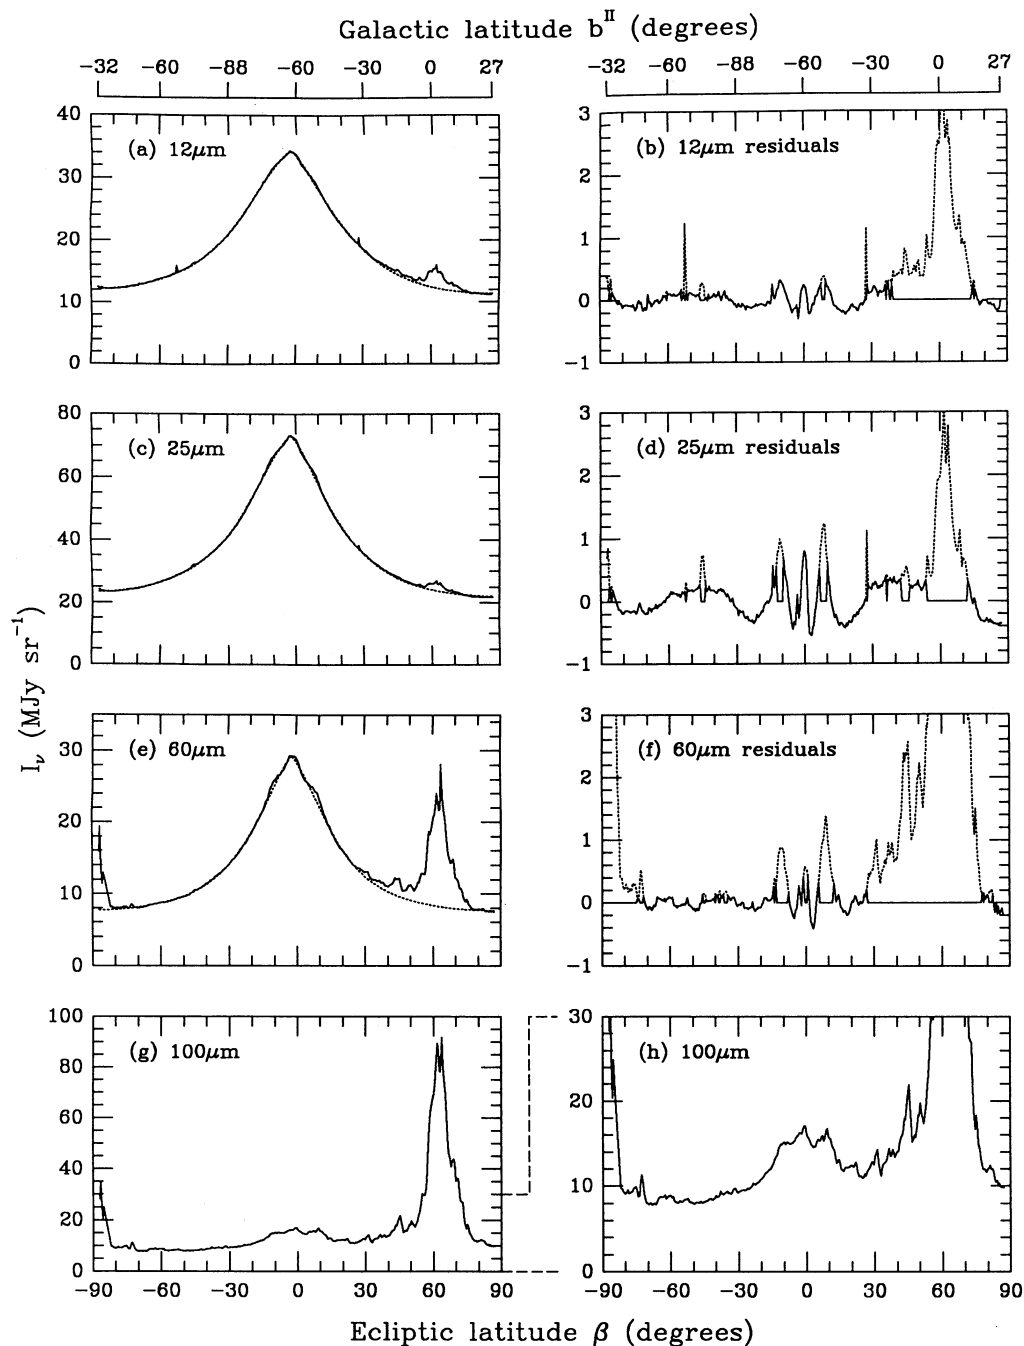 Galactic latitude b^II (degrees)
−32 −60 −88 −60 −30 0 27
−32 −60 −88 −60 −30 0 27
40
30
20
10
0
(a) 12μm
3
2
1
0
−1
(b) 12μm residuals
80
60
40
20
0
(c) 25μm
3
2
1
0
−1
(d) 25μm residuals
I_ν (MJy sr^−1)
30
20
10
0
(e) 60μm
3
2
1
0
−1
(f) 60μm residuals
100
80
60
40
20
0
(g) 100μm
30
20
10
0
(h) 100μm
−90 −60 −30 0 30 60 90
−90 −60 −30 0 30 60 90
Ecliptic latitude β (degrees)